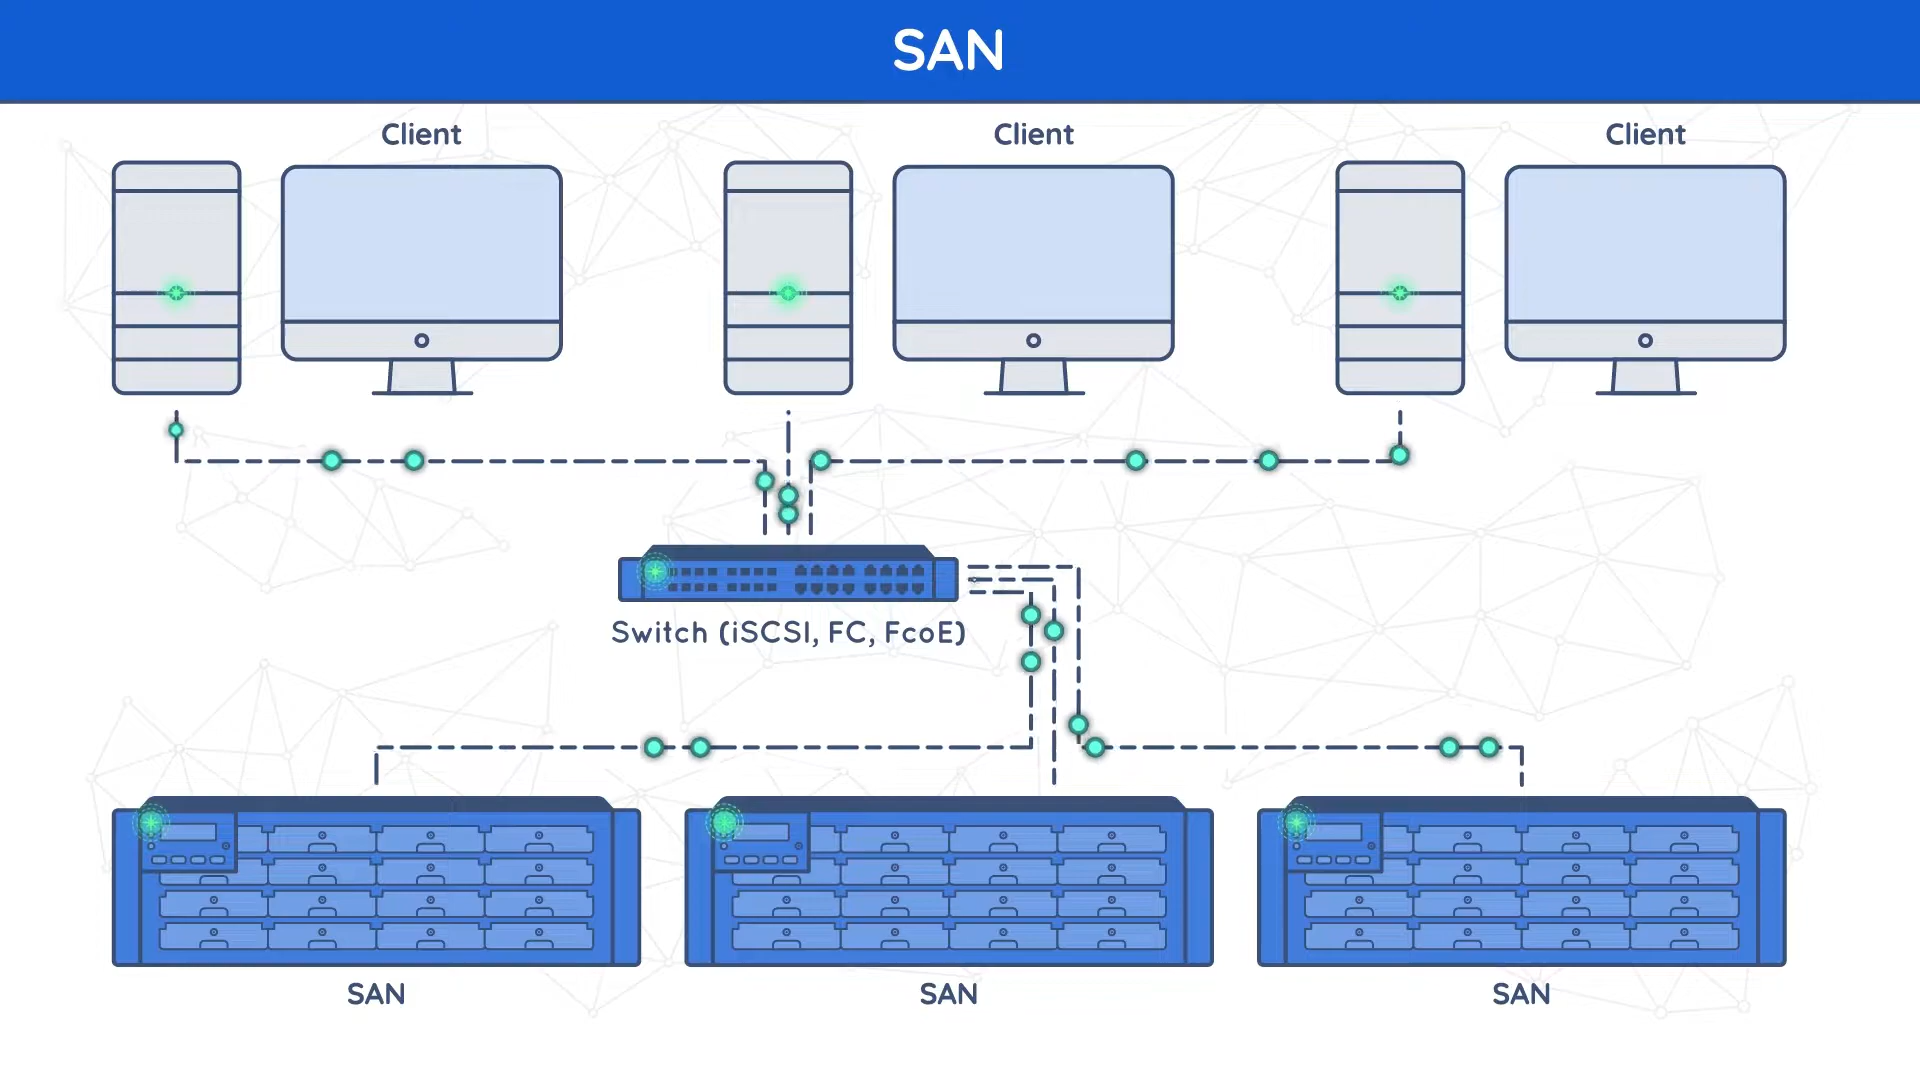 SAN
Client
Client
Client
Switch (iSCSI, FC, FcoE)
SAN
SAN
SAN